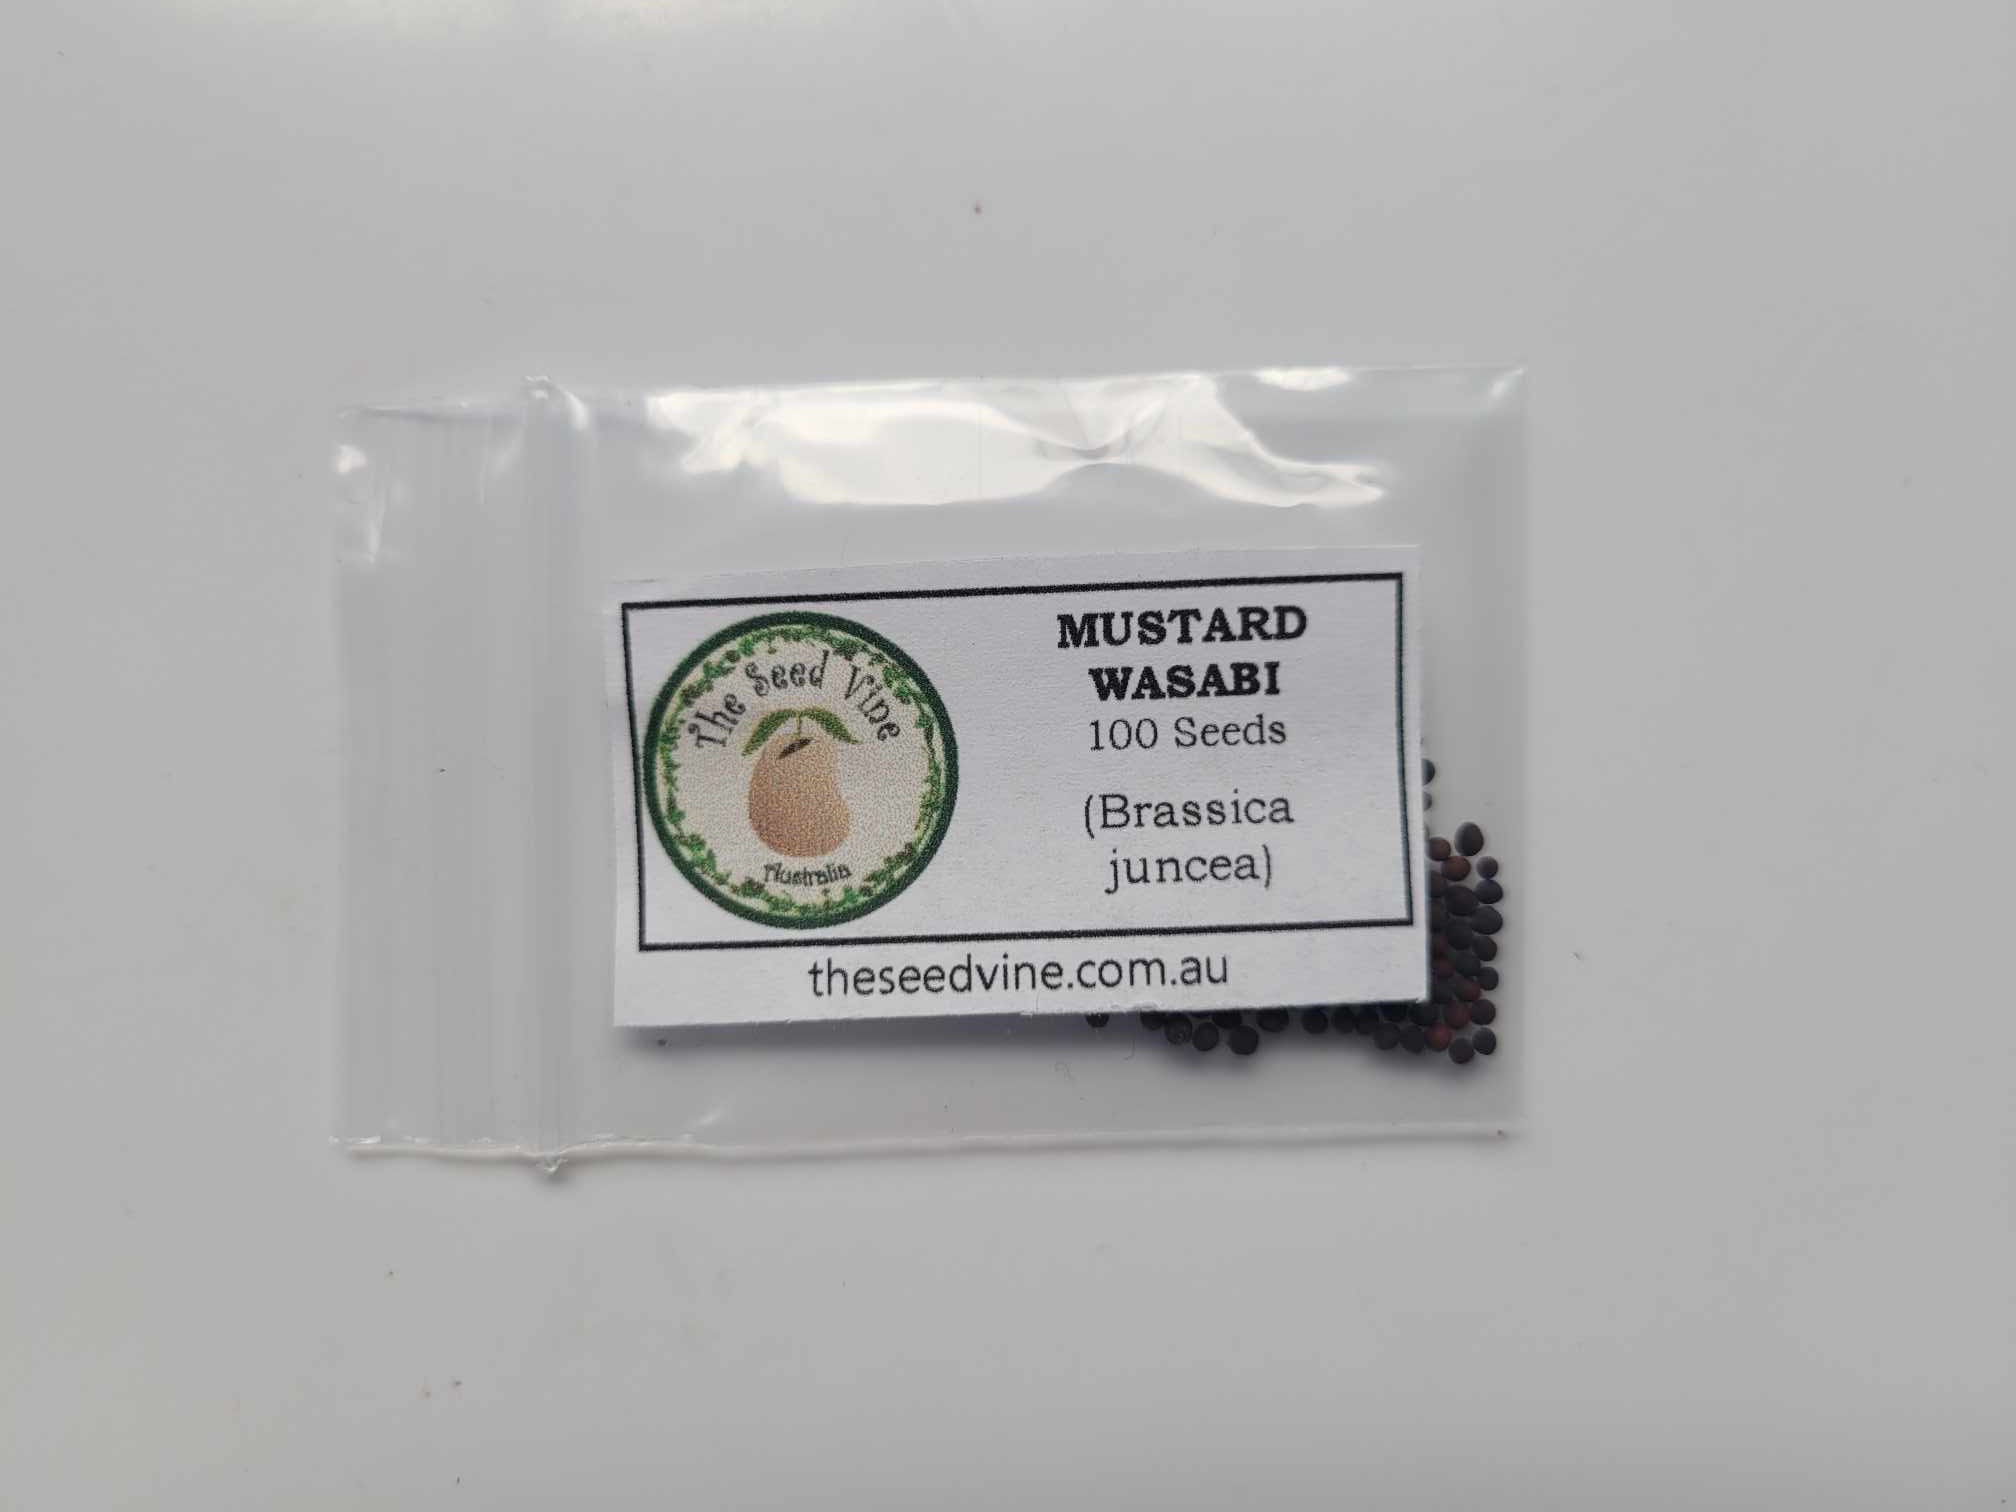 The Seed Vine
Australia
MUSTARD
WASABI
100 Seeds
(Brassica
juncea)
theseedvine.com.au